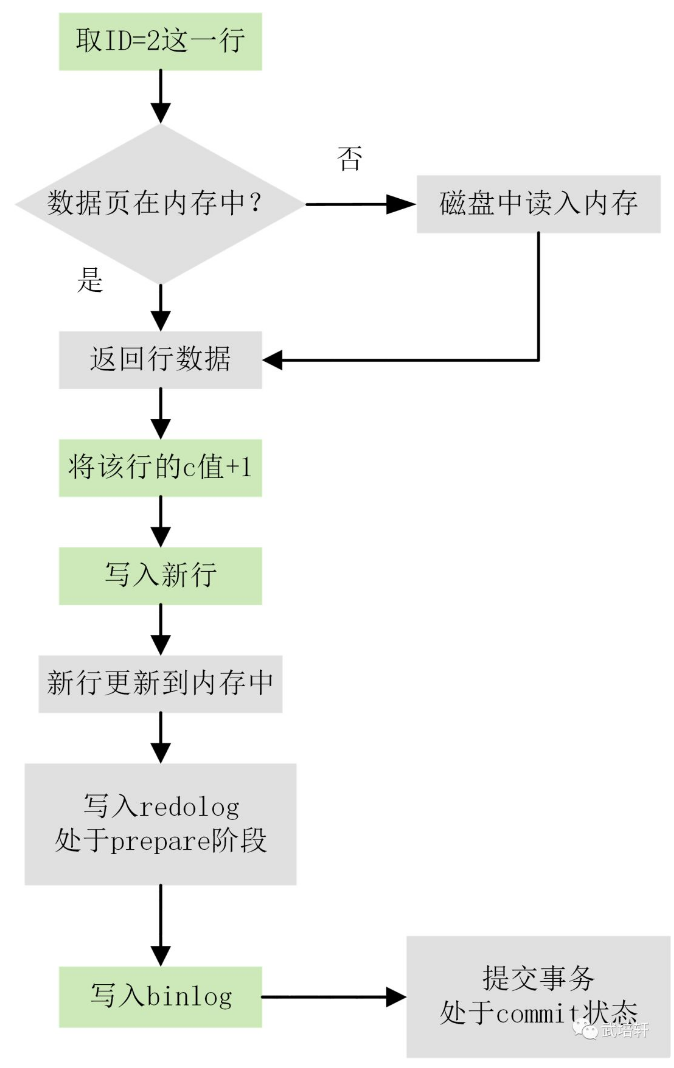 取ID=2这一行
否
数据页在内存中?
磁盘中读入内存
是
返回行数据
将该行的c值+1
写入新行
新行更新到内存中
写入redolog
处于prepare阶段
写入binlog
提交事务
处于commit状态
武培轩